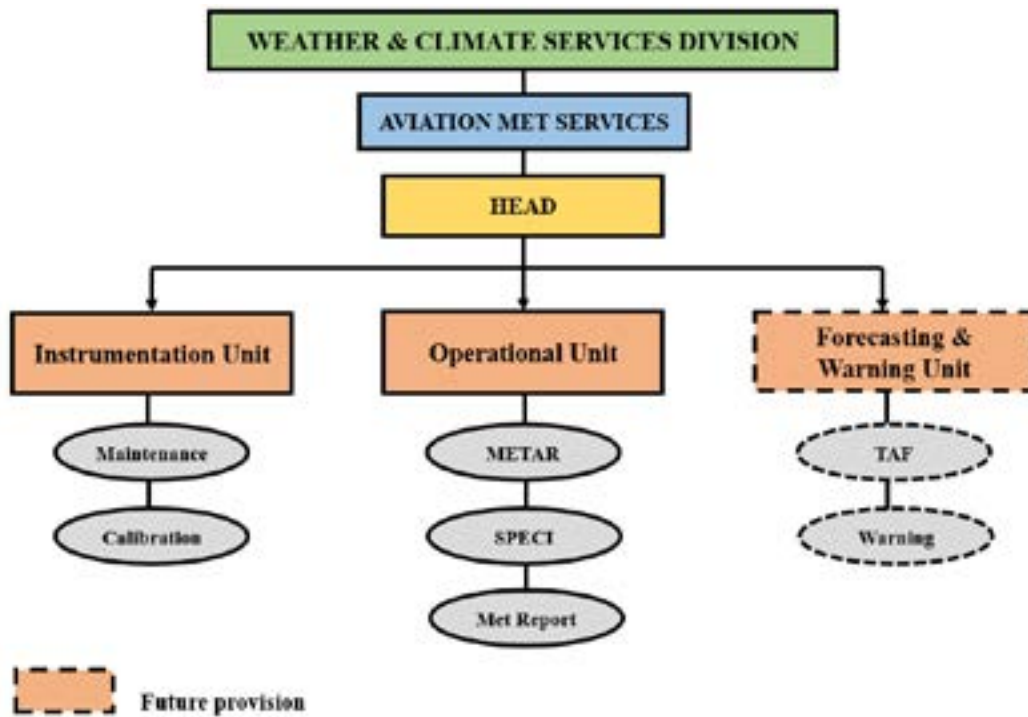 WEATHER & CLIMATE SERVICES DIVISION
AVIATION MET SERVICES
HEAD
Instrumentation Unit
Operational Unit
Forecasting &
Warning Unit
Maintenance
METAR
TAF
Calibration
SPECI
Warning
Met Report
Future provision